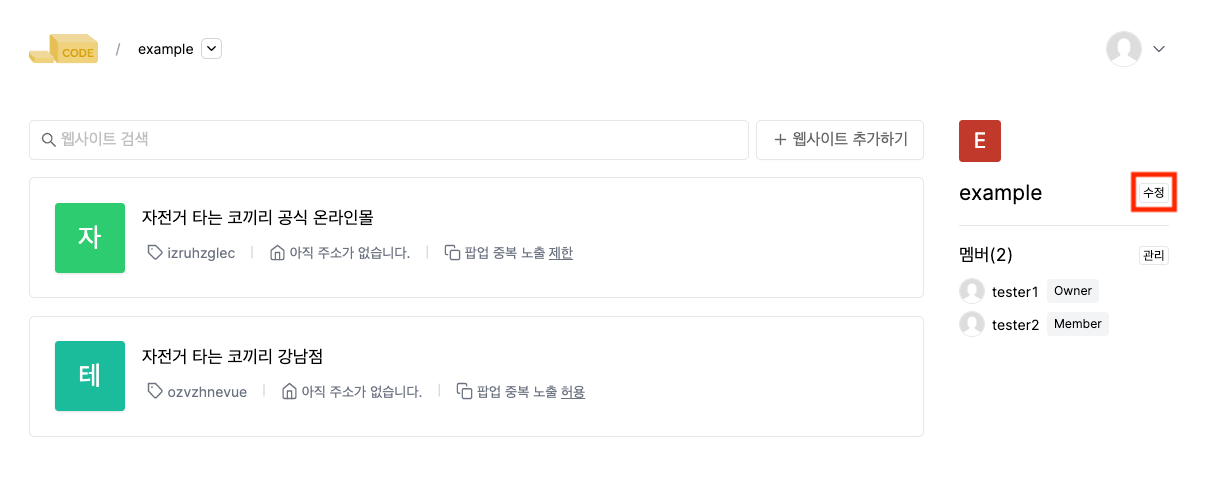 CODE / example
웹사이트 검색
+ 웹사이트 추가하기
자
자전거 타는 코끼리 공식 온라인몰
izruhzglec | 아직 주소가 없습니다. | 팝업 중복 노출 제한
테
자전거 타는 코끼리 강남점
ozvzhnevue | 아직 주소가 없습니다. | 팝업 중복 노출 허용
E
example 수정
멤버(2) 관리
tester1 Owner
tester2 Member